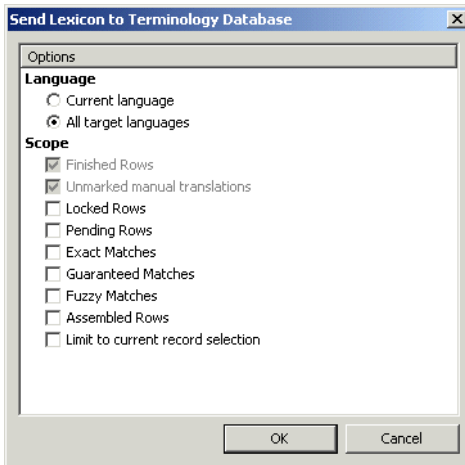 Send Lexicon to Terminology Database
Options
Language
Current language
All target languages
Scope
Finished Rows
Unmarked manual translations
Locked Rows
Pending Rows
Exact Matches
Guaranteed Matches
Fuzzy Matches
Assembled Rows
Limit to current record selection
OK Cancel